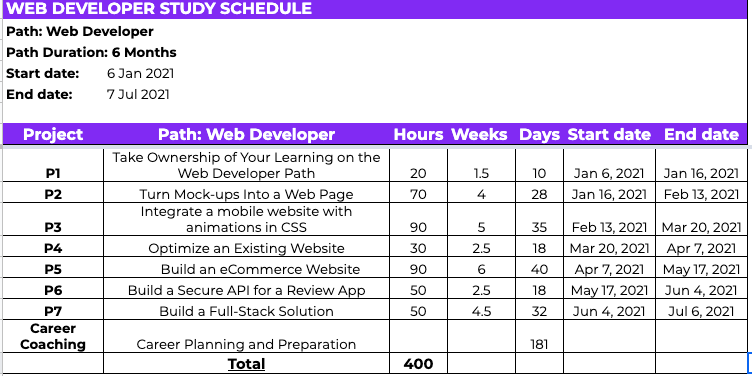 WEB DEVELOPER STUDY SCHEDULE
Path: Web Developer
Path Duration: 6 Months
Start date: 6 Jan 2021
End date: 7 Jul 2021
Project Path: Web Developer Hours Weeks Days Start date End date
Take Ownership of Your Learning on the
P1 Web Developer Path 20 1.5 10 Jan 6, 2021 Jan 16, 2021
P2 Turn Mock-ups Into a Web Page 70 4 28 Jan 16, 2021 Feb 13, 2021
Integrate a mobile website with
P3 animations in CSS 90 5 35 Feb 13, 2021 Mar 20, 2021
P4 Optimize an Existing Website 30 2.5 18 Mar 20, 2021 Apr 7, 2021
P5 Build an eCommerce Website 90 6 40 Apr 7, 2021 May 17, 2021
P6 Build a Secure API for a Review App 50 2.5 18 May 17, 2021 Jun 4, 2021
P7 Build a Full-Stack Solution 50 4.5 32 Jun 4, 2021 Jul 6, 2021
Career
Coaching Career Planning and Preparation 181
Total 400